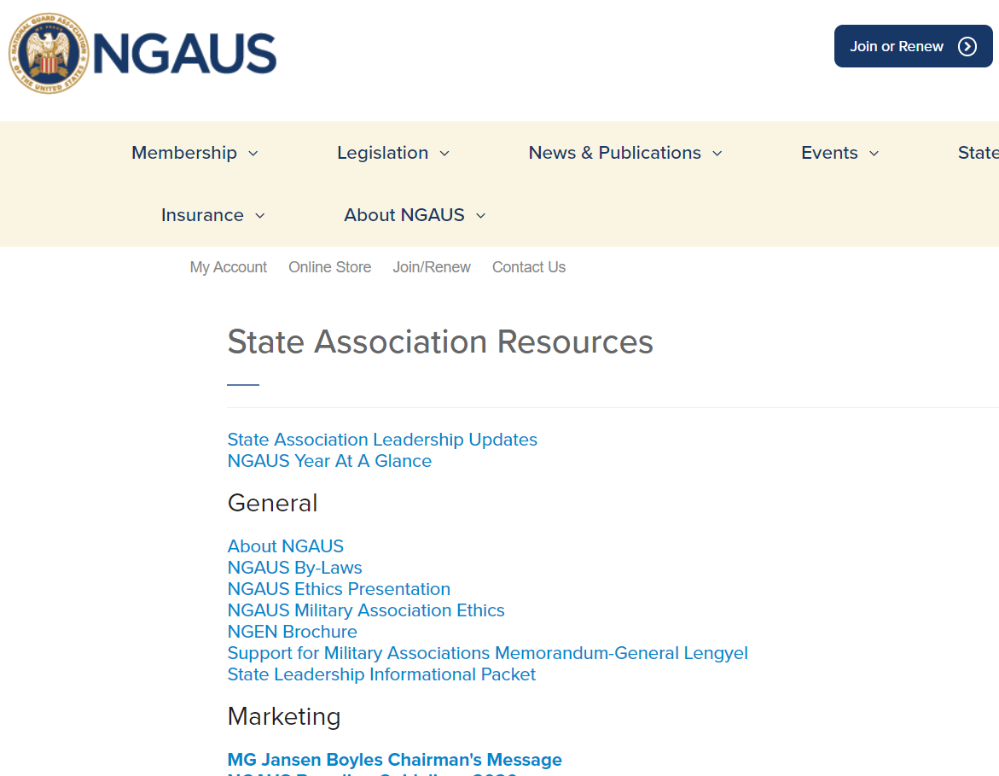 NATIONAL GUARD ASSOCIATION
OF THE UNITED STATES
NGAUS
Join or Renew
Membership
Legislation
News & Publications
Events
State
Insurance
About NGAUS
My Account
Online Store
Join/Renew
Contact Us
State Association Resources
State Association Leadership Updates
NGAUS Year At A Glance
General
About NGAUS
NGAUS By-Laws
NGAUS Ethics Presentation
NGAUS Military Association Ethics
NGEN Brochure
Support for Military Associations Memorandum-General Lengyel
State Leadership Informational Packet
Marketing
MG Jansen Boyles Chairman's Message